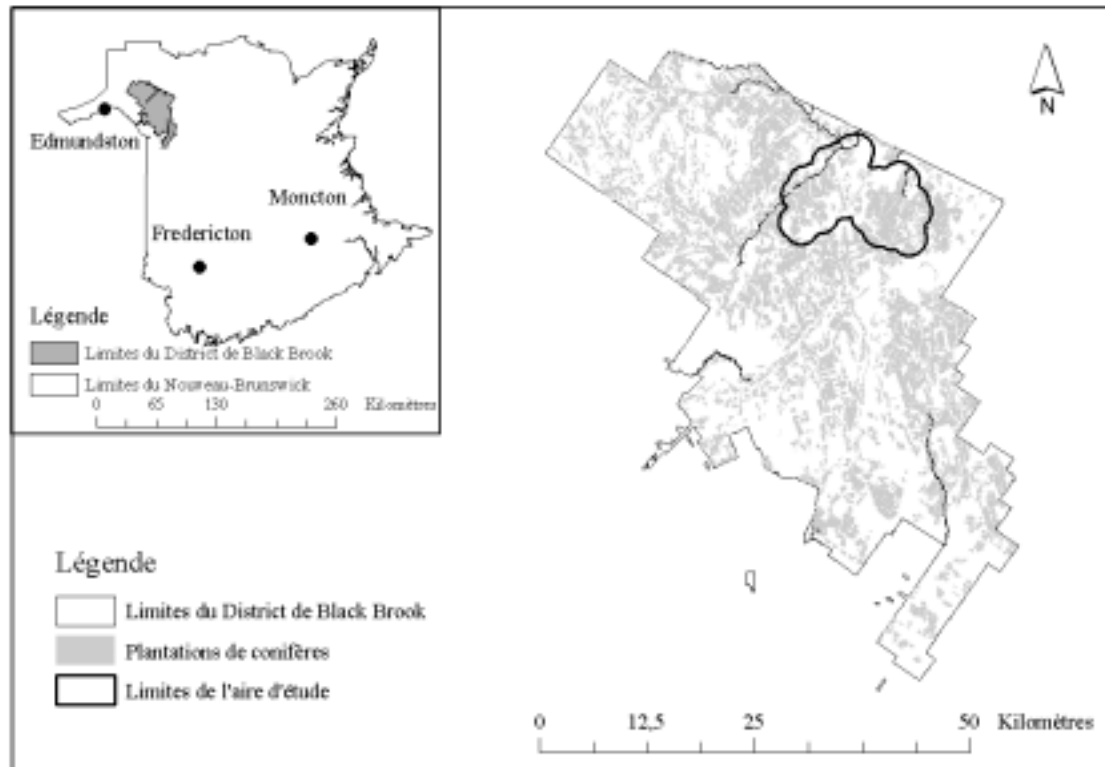 Edmundston
Moncton
Fredericton
Légende
Limites du District de Black Brook
Limites du Nouveau-Brunswick
0 65 130 260 Kilomètres
N
Légende
Limites du District de Black Brook
Plantations de conifères
Limites de l'aire d'étude
0 12,5 25 50 Kilomètres